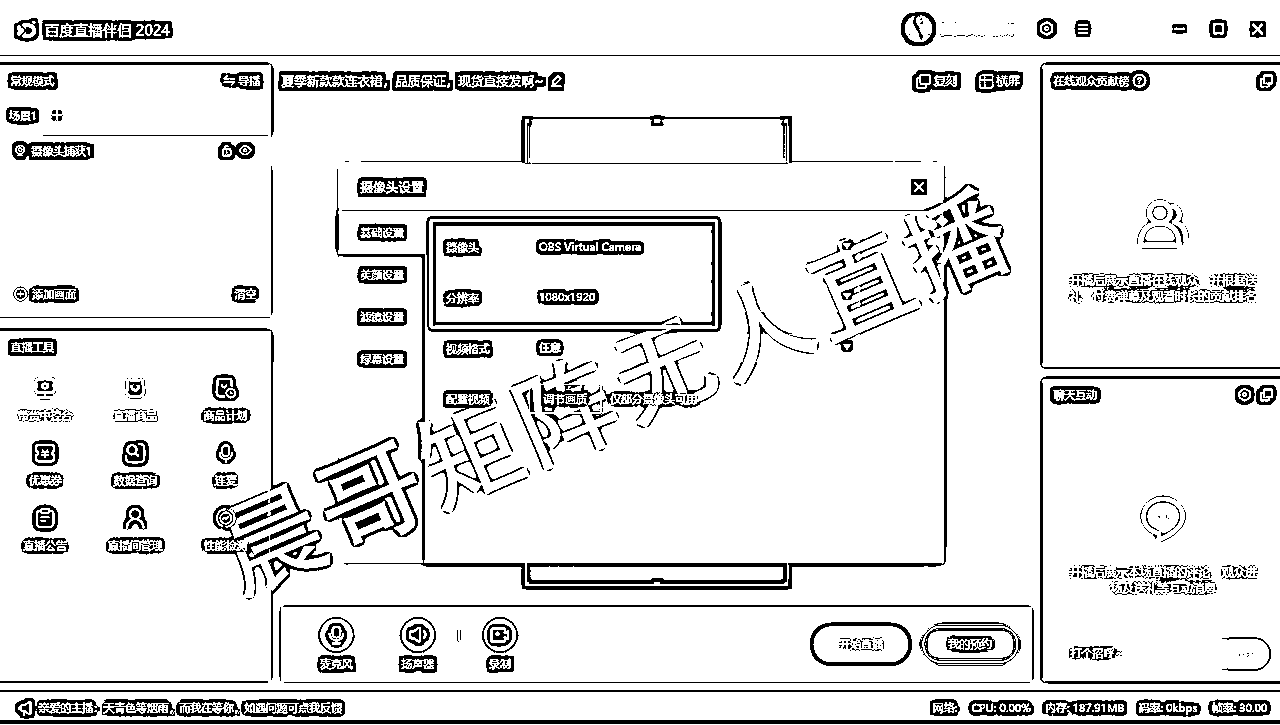 百度直播伴侣 2024
常规模式
导播
场景1
摄像头捕获1
添加画面
清空
直播工具
带货中控台
直播商品
商品计划
优惠券
数据查询
连麦
直播公告
直播间管理
性能检测
夏季新款连衣裙，品质保证，现货直接发啊~
复刻
横屏
摄像头设置
基础设置
美颜设置
滤镜设置
绿幕设置
摄像头
OBS Virtual Camera
分辨率
1080x1920
视频格式
任意
配置视频
调节画质
仅部分摄像头可用
晨哥矩阵无人直播
麦克风
扬声器
录制
开始直播
我的预约
在线观众贡献榜
开播后展示直播在线观众，并根据送
礼、付费弹幕及观看时长的贡献排名
聊天互动
开播后展示本场直播的评论、观众进
场及送礼等互动消息
打个招呼~
亲爱的主播，天青色等烟雨，而我在等你，如遇问题可点我反馈
网络:
CPU: 0.00%
内存: 187.91MB
码率: 0kbps
帧率: 30.00